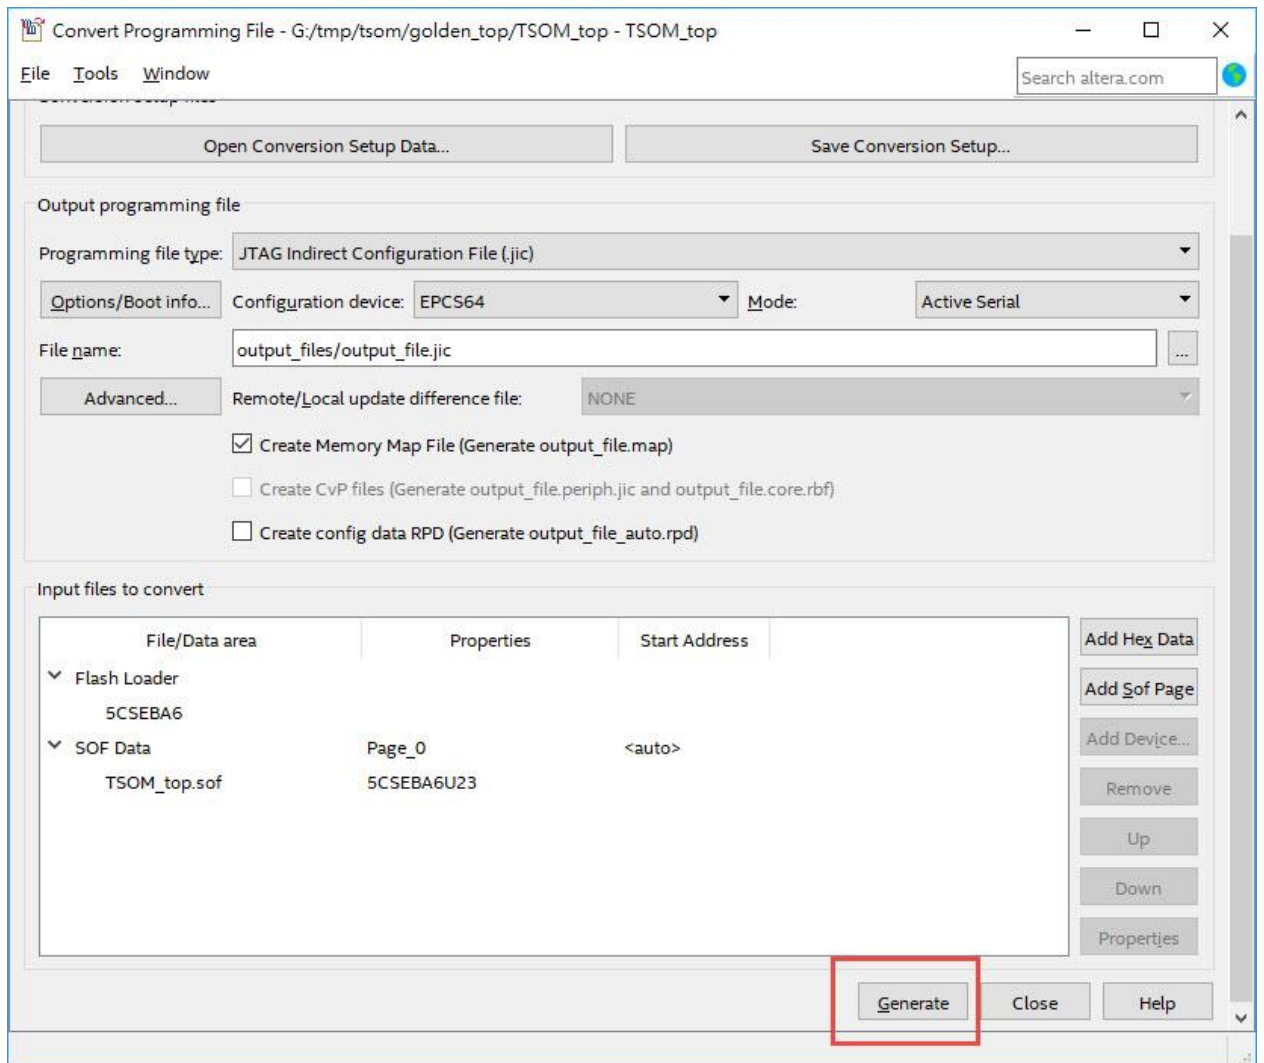 Convert Programming File - G:/tmp/tsom/golden_top/TSOM_top - TSOM_top
File Tools Window Search altera.com
Conversion setup files
Open Conversion Setup Data... Save Conversion Setup...
Output programming file
Programming file type: JTAG Indirect Configuration File (.jic)
Options/Boot info... Configuration device: EPCS64 Mode: Active Serial
File name: output_files/output_file.jic ...
Advanced... Remote/Local update difference file: NONE
Create Memory Map File (Generate output_file.map)
Create CvP files (Generate output_file.periph.jic and output_file.core.rbf)
Create config data RPD (Generate output_file_auto.rpd)
Input files to convert
File/Data area Properties Start Address Add Hex Data
Flash Loader Add Sof Page
5CSEBA6
SOF Data Page_0 <auto> Add Device...
TSOM_top.sof 5CSEBA6U23 Remove
Up
Down
Properties
Generate Close Help